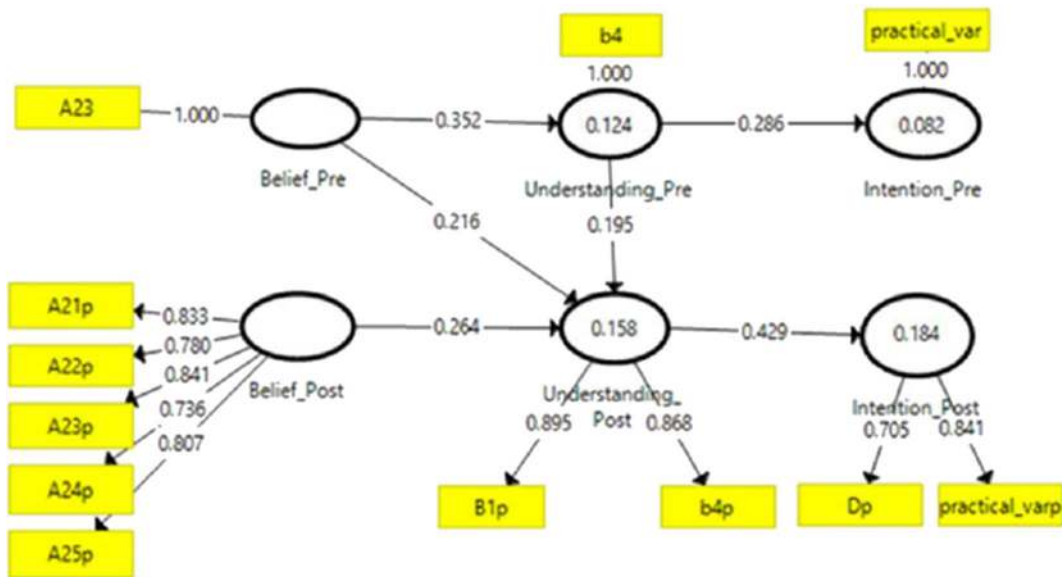 b4
practical_var
1.000
1.000
A23
1.000
0.352
0.124
0.286
0.082
Belief_Pre
Understanding_Pre
Intention_Pre
0.216
0.195
A21p
0.833
A22p
0.780
0.264
0.158
0.429
0.184
0.841
A23p
Belief_Post
Understanding_
Post
Intention_Post
0.736
0.807
0.895
0.868
0.705
0.841
A24p
B1p
b4p
Dp
practical_varp
A25p